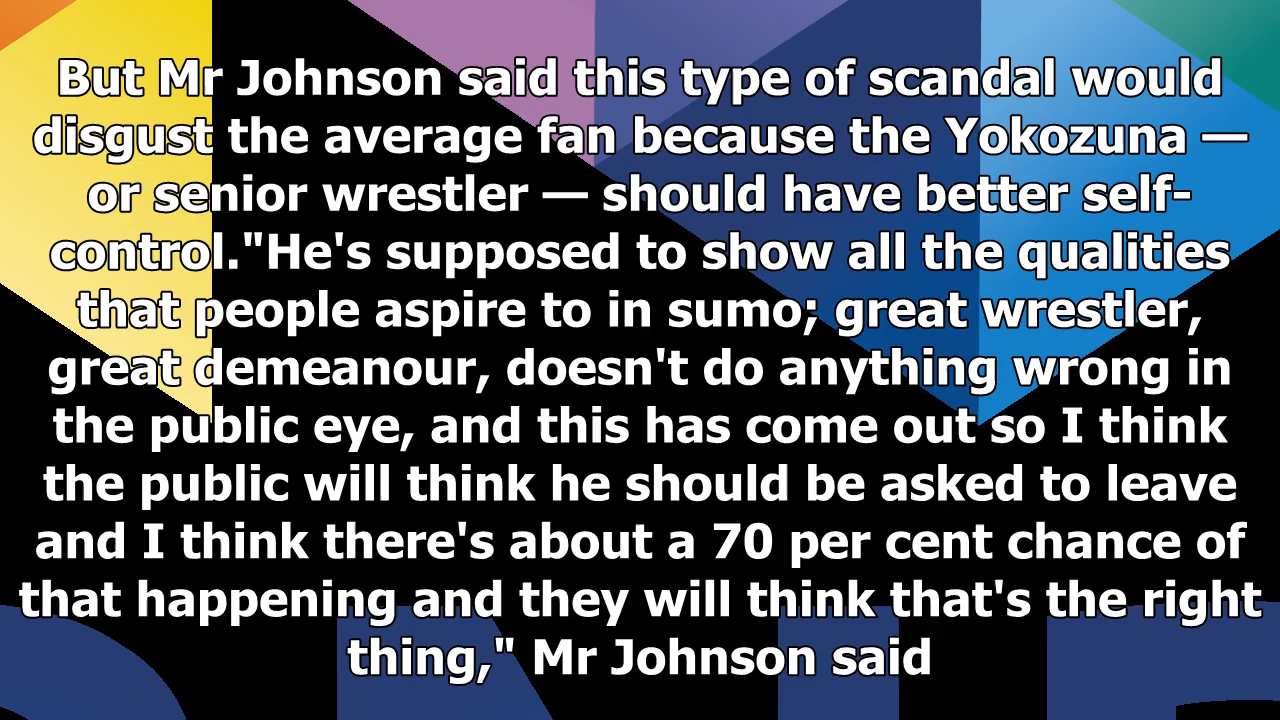 But Mr Johnson said this type of scandal would
disgust the average fan because the Yokozuna —
or senior wrestler — should have better self-
control."He's supposed to show all the qualities
that people aspire to in sumo; great wrestler,
great demeanour, doesn't do anything wrong in
the public eye, and this has come out so I think
the public will think he should be asked to leave
and I think there's about a 70 per cent chance of
that happening and they will think that's the right
thing," Mr Johnson said